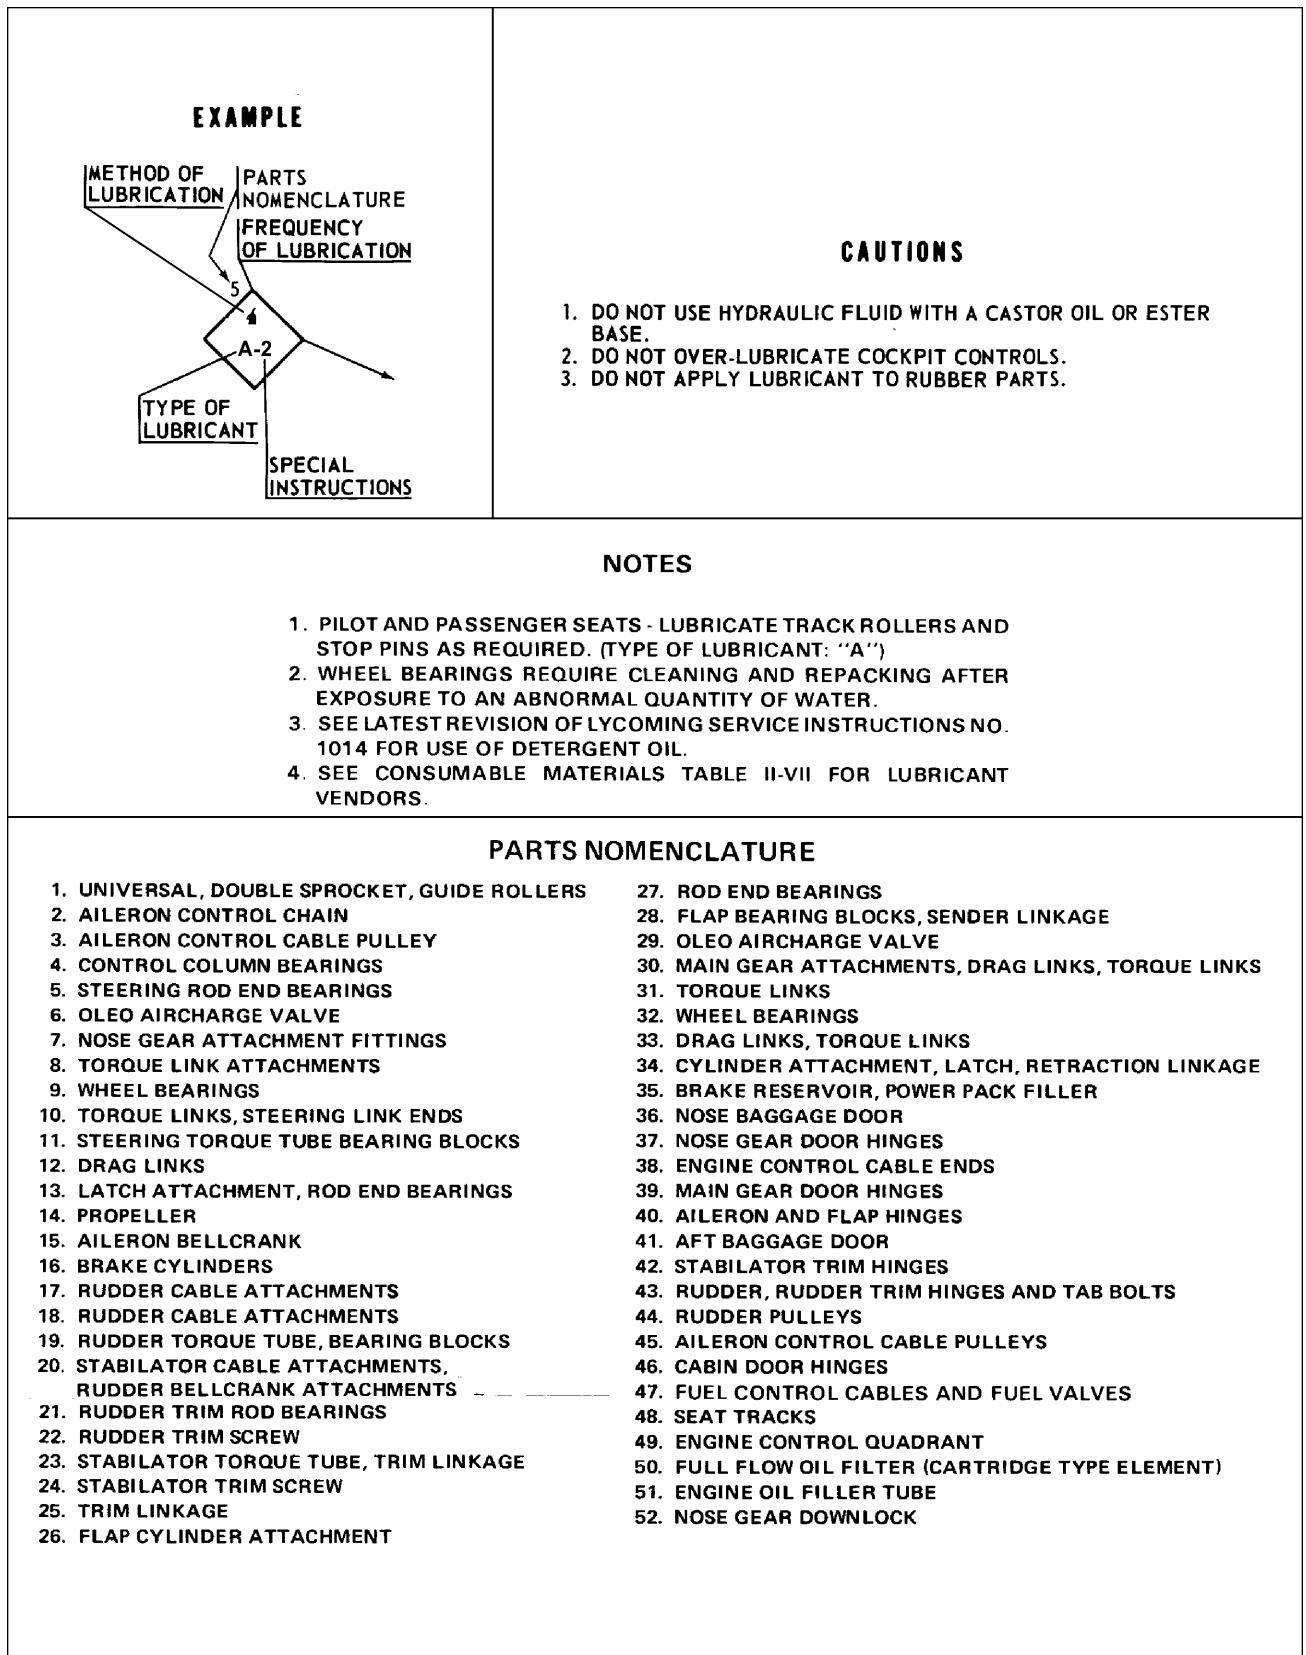 EXAMPLE
METHOD OF
LUBRICATION
PARTS
NOMENCLATURE
FREQUENCY
OF LUBRICATION
5
A-2
TYPE OF
LUBRICANT
SPECIAL
INSTRUCTIONS
CAUTIONS
1. DO NOT USE HYDRAULIC FLUID WITH A CASTOR OIL OR ESTER
BASE.
2. DO NOT OVER-LUBRICATE COCKPIT CONTROLS.
3. DO NOT APPLY LUBRICANT TO RUBBER PARTS.
NOTES
1. PILOT AND PASSENGER SEATS - LUBRICATE TRACK ROLLERS AND
STOP PINS AS REQUIRED. (TYPE OF LUBRICANT: "A")
2. WHEEL BEARINGS REQUIRE CLEANING AND REPACKING AFTER
EXPOSURE TO AN ABNORMAL QUANTITY OF WATER.
3. SEE LATEST REVISION OF LYCOMING SERVICE INSTRUCTIONS NO.
1014 FOR USE OF DETERGENT OIL.
4. SEE CONSUMABLE MATERIALS TABLE II-VII FOR LUBRICANT
VENDORS.
PARTS NOMENCLATURE
1. UNIVERSAL, DOUBLE SPROCKET, GUIDE ROLLERS
2. AILERON CONTROL CHAIN
3. AILERON CONTROL CABLE PULLEY
4. CONTROL COLUMN BEARINGS
5. STEERING ROD END BEARINGS
6. OLEO AIRCHARGE VALVE
7. NOSE GEAR ATTACHMENT FITTINGS
8. TORQUE LINK ATTACHMENTS
9. WHEEL BEARINGS
10. TORQUE LINKS, STEERING LINK ENDS
11. STEERING TORQUE TUBE BEARING BLOCKS
12. DRAG LINKS
13. LATCH ATTACHMENT, ROD END BEARINGS
14. PROPELLER
15. AILERON BELLCRANK
16. BRAKE CYLINDERS
17. RUDDER CABLE ATTACHMENTS
18. RUDDER CABLE ATTACHMENTS
19. RUDDER TORQUE TUBE, BEARING BLOCKS
20. STABILATOR CABLE ATTACHMENTS,
RUDDER BELLCRANK ATTACHMENTS
21. RUDDER TRIM ROD BEARINGS
22. RUDDER TRIM SCREW
23. STABILATOR TORQUE TUBE, TRIM LINKAGE
24. STABILATOR TRIM SCREW
25. TRIM LINKAGE
26. FLAP CYLINDER ATTACHMENT
27. ROD END BEARINGS
28. FLAP BEARING BLOCKS, SENDER LINKAGE
29. OLEO AIRCHARGE VALVE
30. MAIN GEAR ATTACHMENTS, DRAG LINKS, TORQUE LINKS
31. TORQUE LINKS
32. WHEEL BEARINGS
33. DRAG LINKS, TORQUE LINKS
34. CYLINDER ATTACHMENT, LATCH, RETRACTION LINKAGE
35. BRAKE RESERVOIR, POWER PACK FILLER
36. NOSE BAGGAGE DOOR
37. NOSE GEAR DOOR HINGES
38. ENGINE CONTROL CABLE ENDS
39. MAIN GEAR DOOR HINGES
40. AILERON AND FLAP HINGES
41. AFT BAGGAGE DOOR
42. STABILATOR TRIM HINGES
43. RUDDER, RUDDER TRIM HINGES AND TAB BOLTS
44. RUDDER PULLEYS
45. AILERON CONTROL CABLE PULLEYS
46. CABIN DOOR HINGES
47. FUEL CONTROL CABLES AND FUEL VALVES
48. SEAT TRACKS
49. ENGINE CONTROL QUADRANT
50. FULL FLOW OIL FILTER (CARTRIDGE TYPE ELEMENT)
51. ENGINE OIL FILLER TUBE
52. NOSE GEAR DOWNLOCK